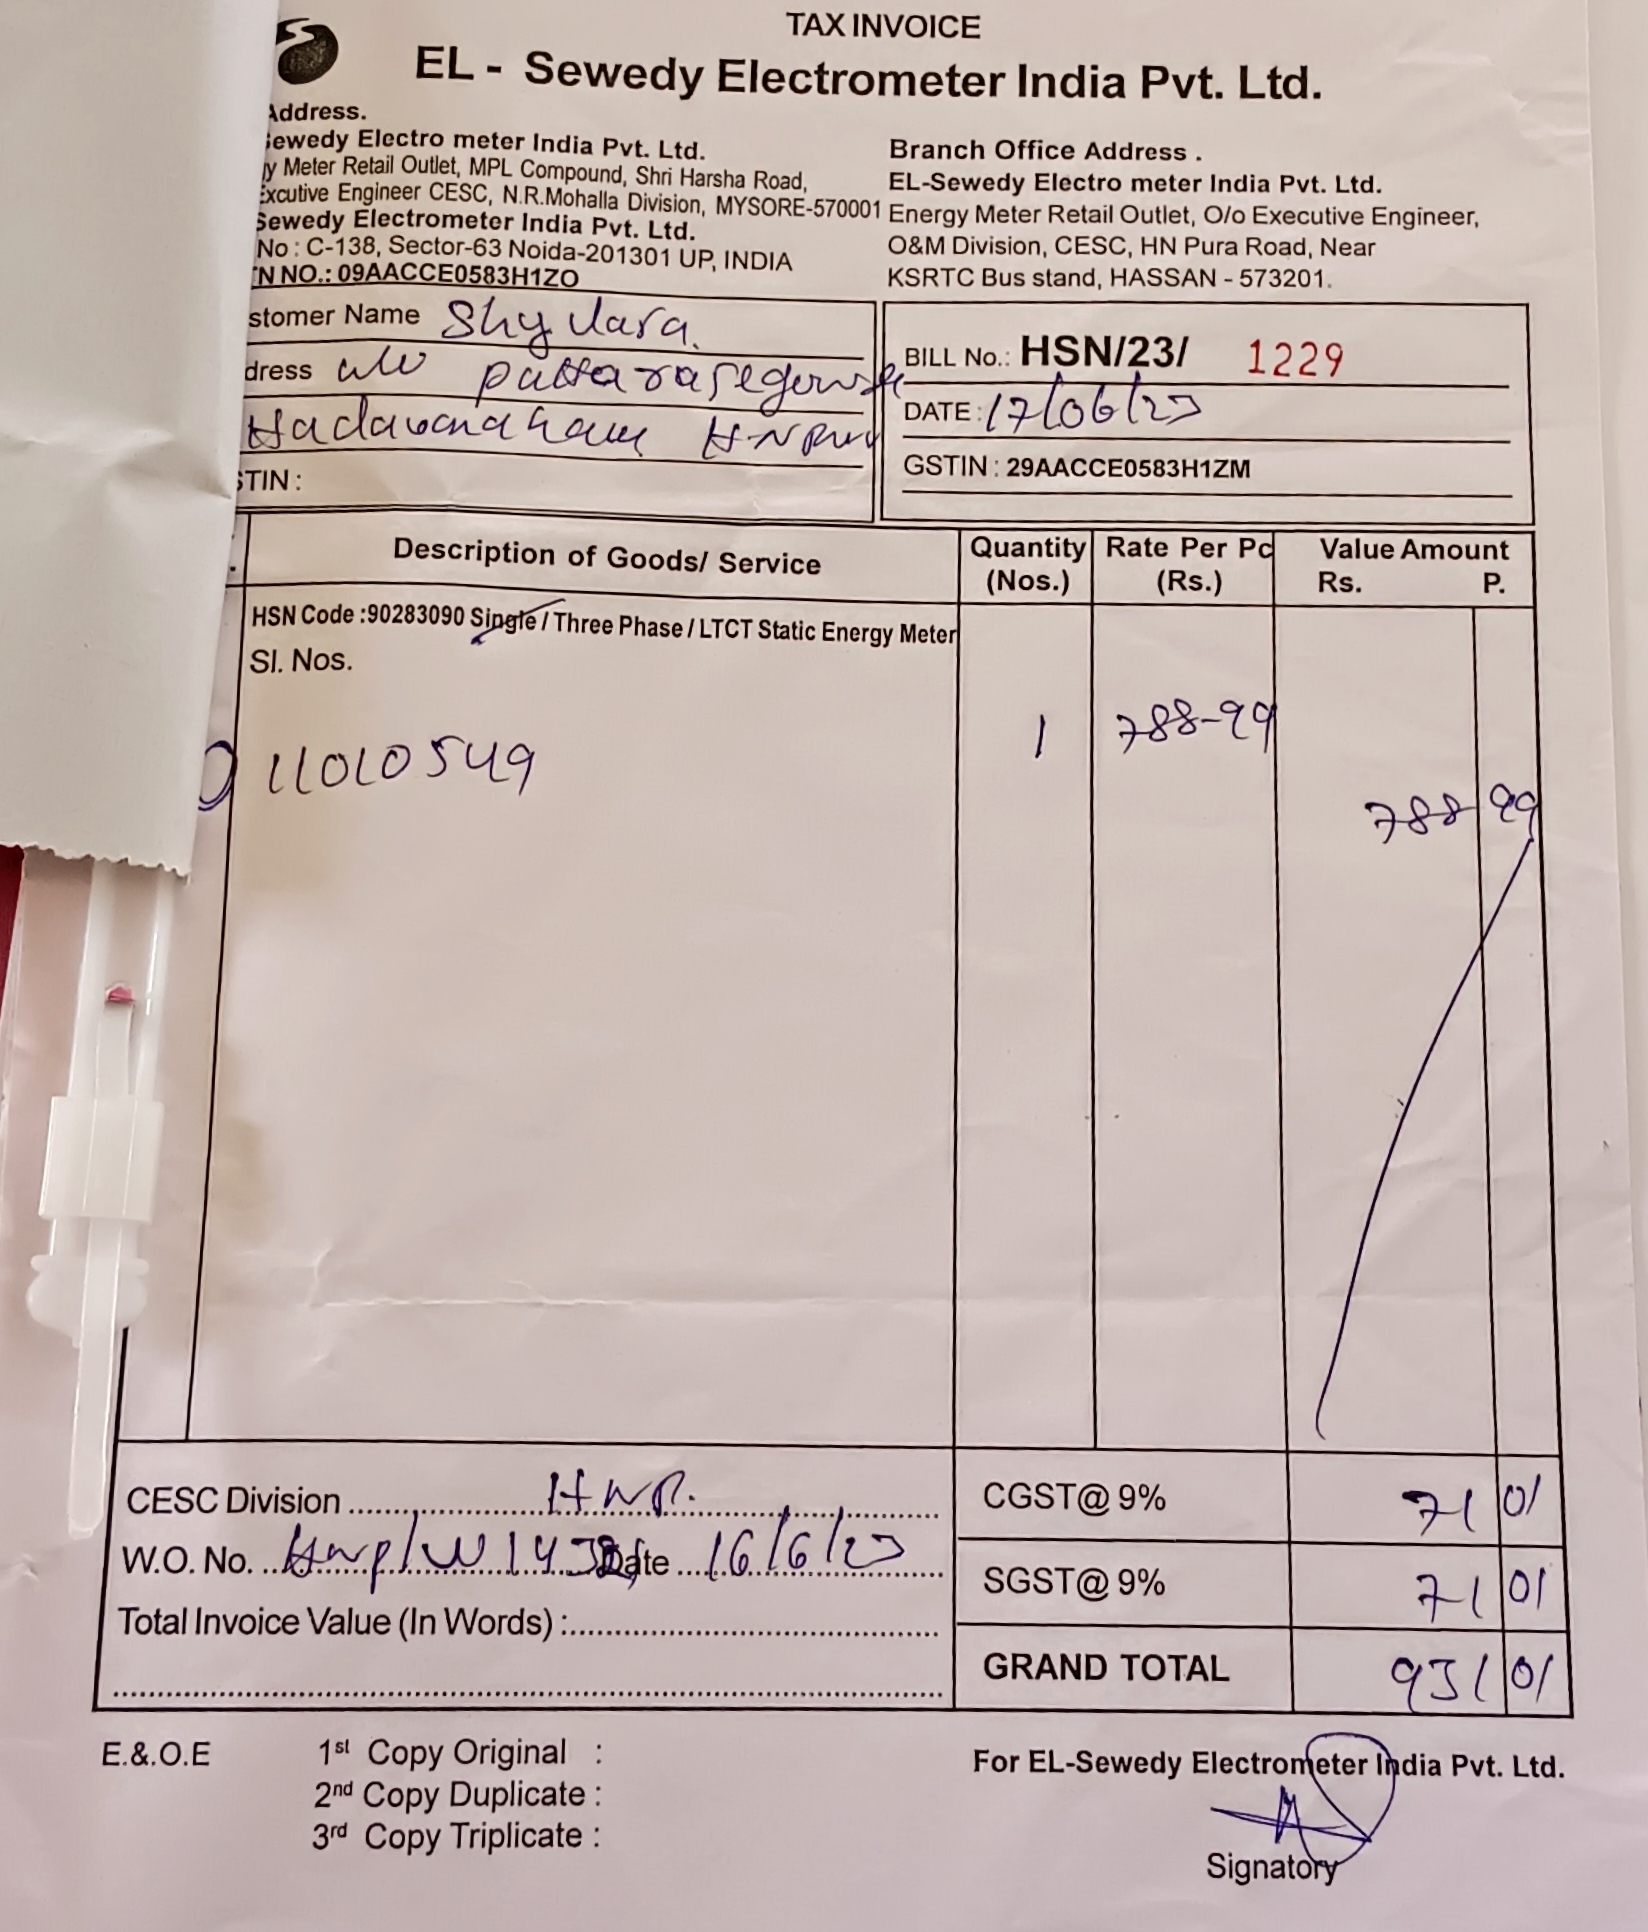 TAX INVOICE
EL - Sewedy Electrometer India Pvt. Ltd.
Address.
Sewedy Electro meter India Pvt. Ltd.
y Meter Retail Outlet, MPL Compound, Shri Harsha Road,
Excutive Engineer CESC, N.R.Mohalla Division, MYSORE-570001
Sewedy Electrometer India Pvt. Ltd.
No : C-138, Sector-63 Noida-201301 UP, INDIA
N NO.: 09AACCE0583H1ZO
Branch Office Address .
EL-Sewedy Electro meter India Pvt. Ltd.
Energy Meter Retail Outlet, O/o Executive Engineer,
O&M Division, CESC, HN Pura Road, Near
KSRTC Bus stand, HASSAN - 573201.
stomer Name
dress
STIN :
BILL No.: HSN/23/ 1229
DATE : 17/06/23
GSTIN : 29AACCE0583H1ZM
Description of Goods/ Service Quantity (Nos.) Rate Per Pc (Rs.) Value Amount Rs. P.
HSN Code :90283090 Single / Three Phase / LTCT Static Energy Meter
Sl. Nos.
11010549 1 788-99
788 99
CESC Division
CGST@ 9% 71 01
W.O. No. Date 16/6/23
SGST@ 9% 71 01
Total Invoice Value (In Words) :
GRAND TOTAL 931 01
E.&.O.E
1st Copy Original :
2nd Copy Duplicate :
3rd Copy Triplicate :
For EL-Sewedy Electrometer India Pvt. Ltd.
Signatory